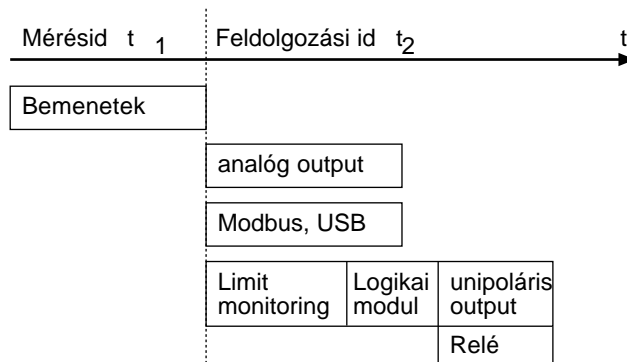 Mérésid t 1 Feldolgozási id t2 t
Bemenetek
analóg output
Modbus, USB
Limit monitoring Logikai modul unipoláris output
Relé